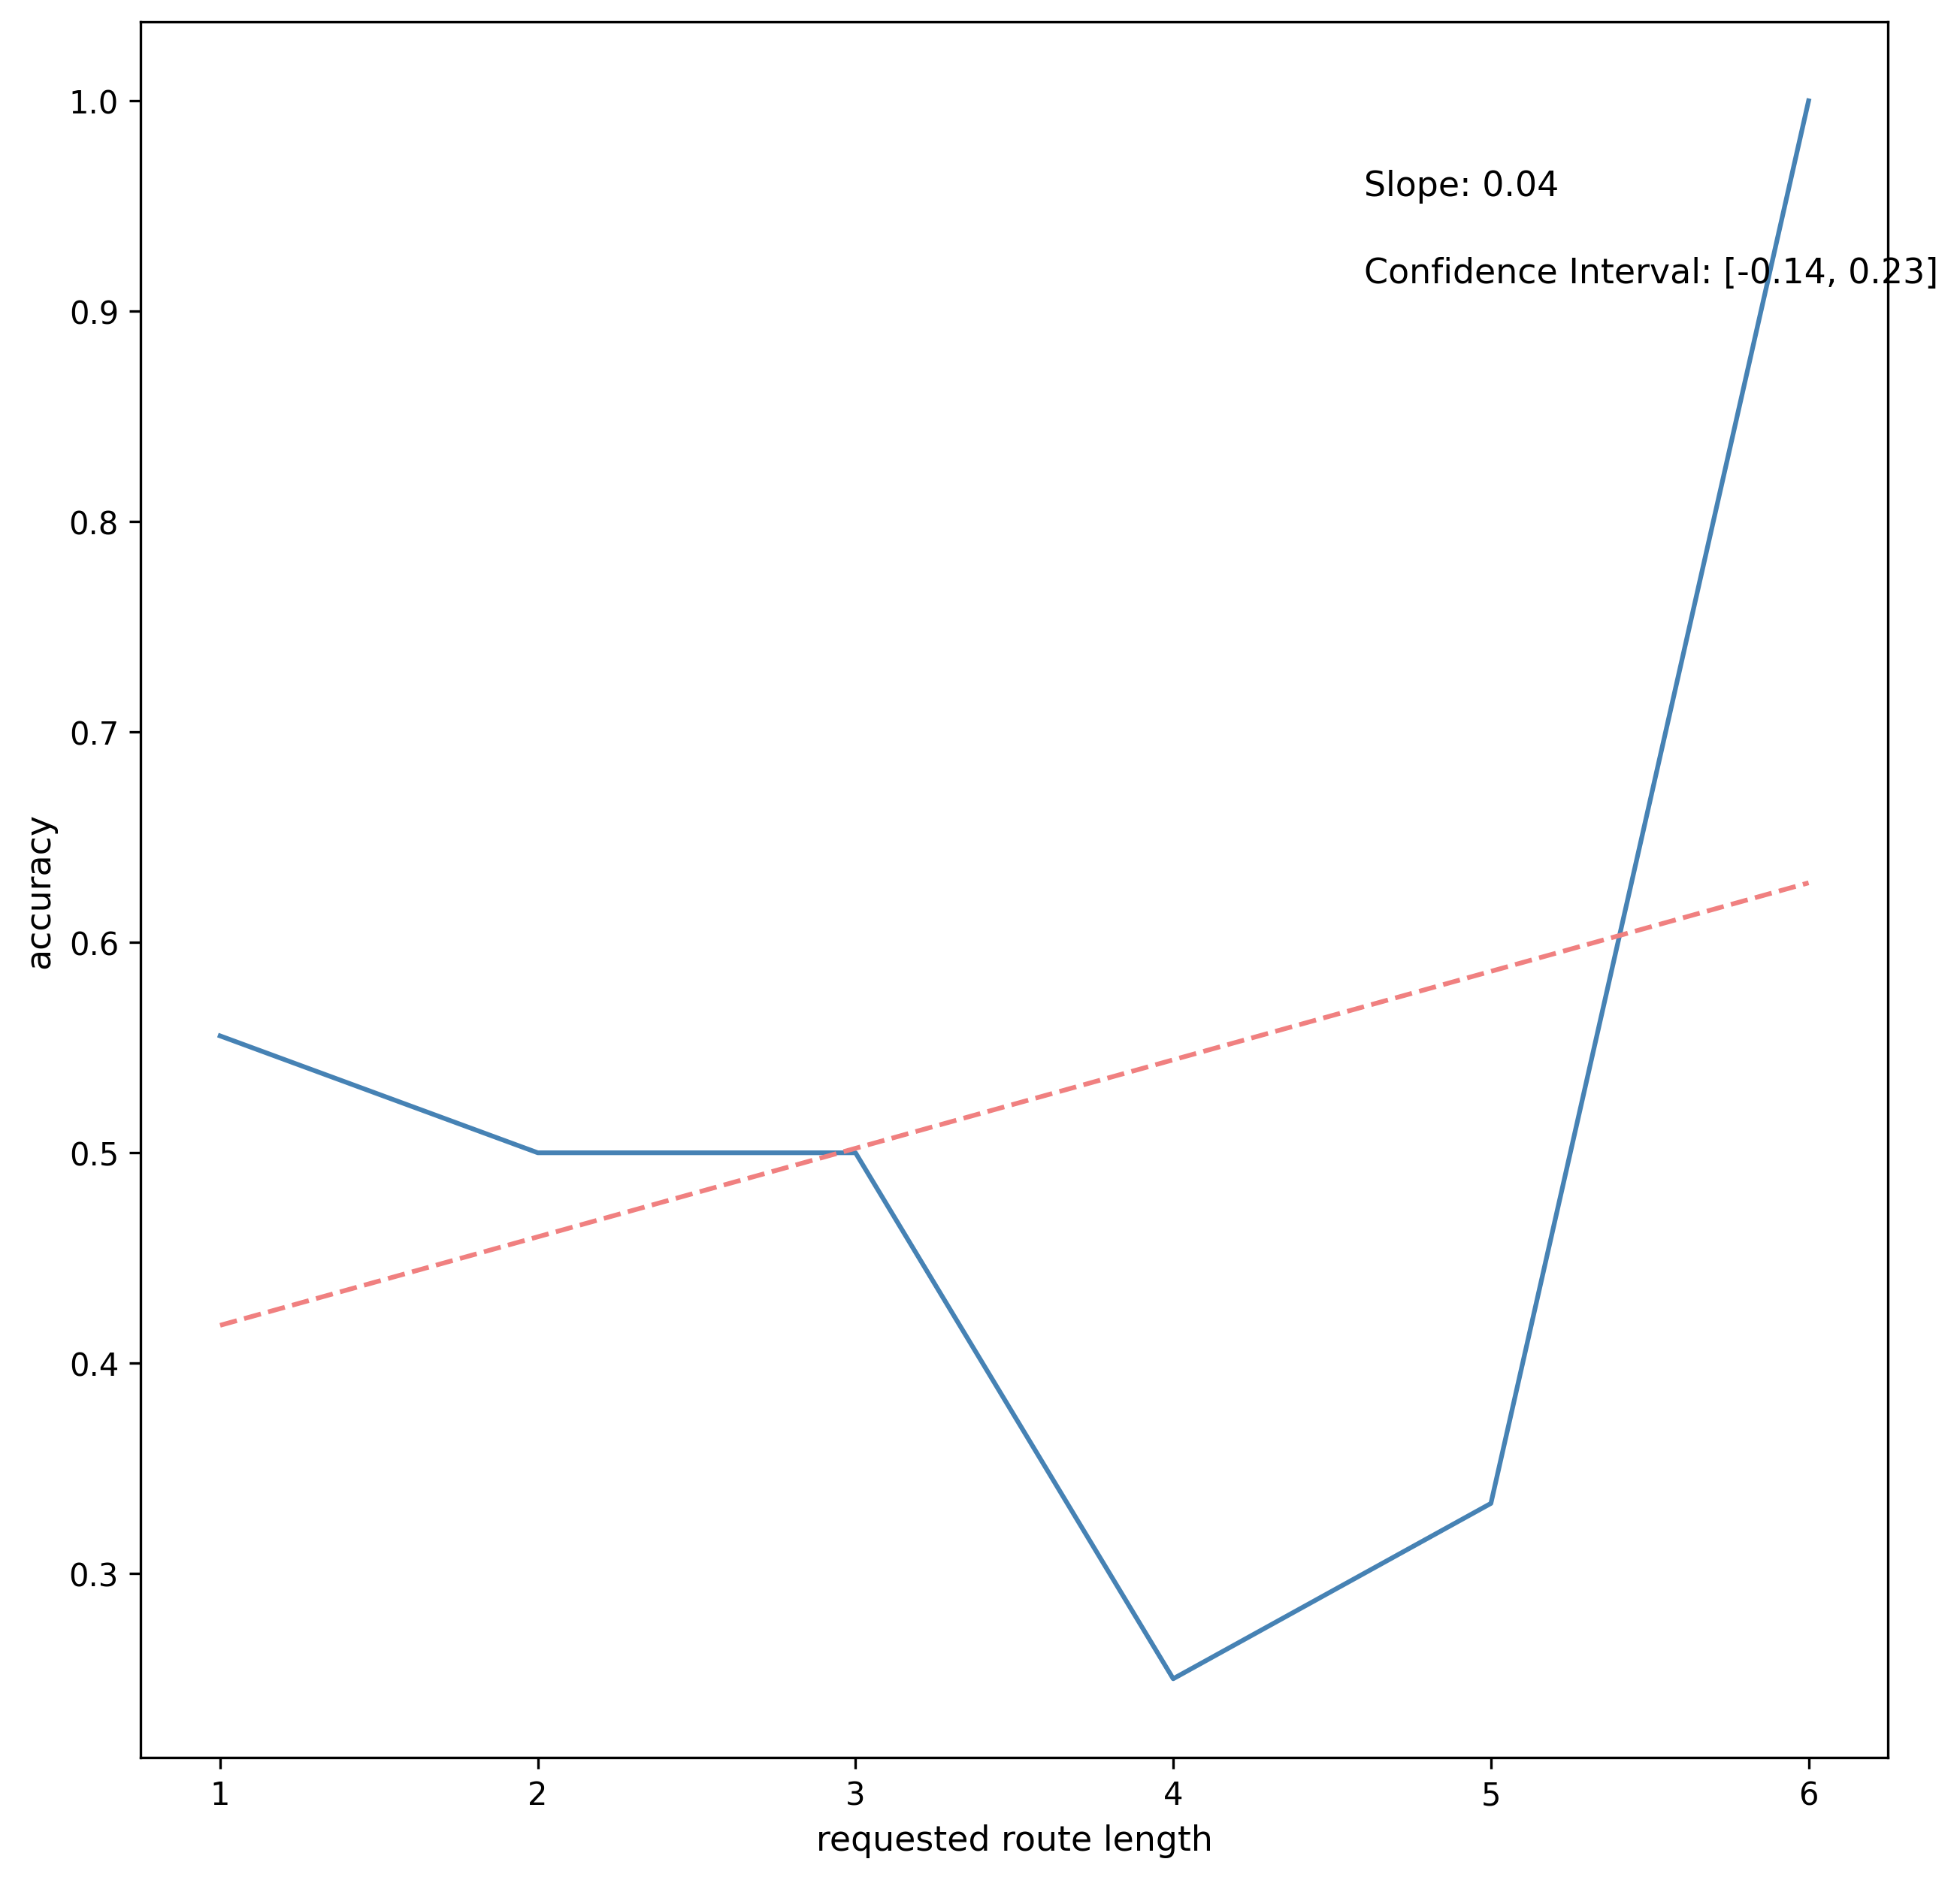 1.0
0.9
0.8
0.7
0.6
0.5
0.4
0.3
accuracy
Slope: 0.04
Confidence Interval: [-0.14, 0.23]
1 2 3 4 5 6
requested route length